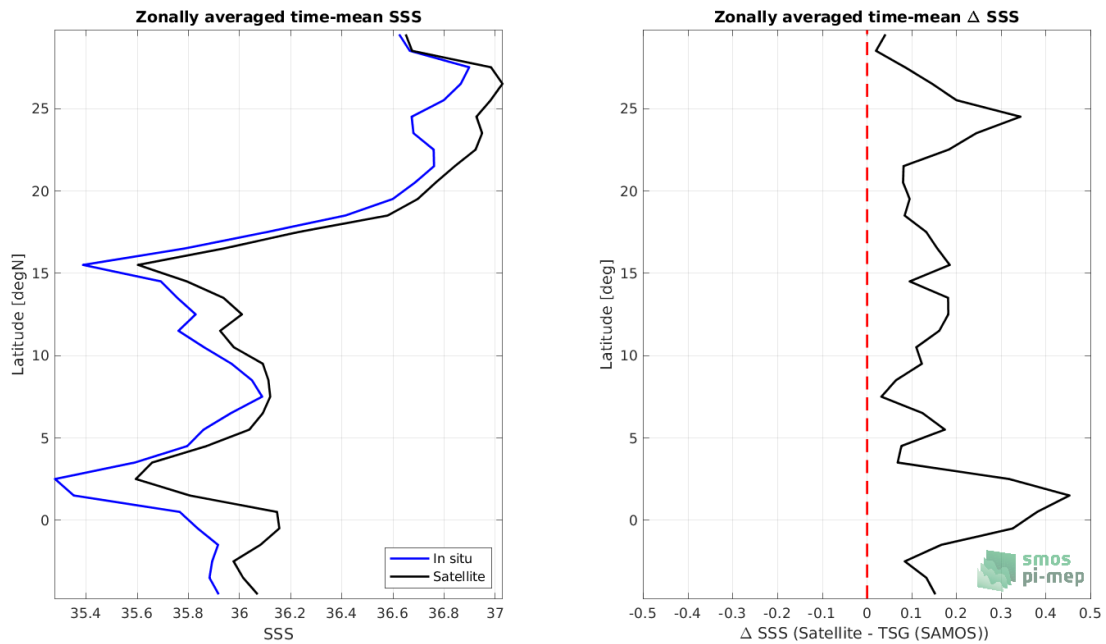 Zonally averaged time-mean SSS
25
20
15
10
5
0
Latitude [degN]
35.4 35.6 35.8 36 36.2 36.4 36.6 36.8 37
SSS
In situ
Satellite
Zonally averaged time-mean Δ SSS
25
20
15
10
5
0
Latitude [deg]
-0.5 -0.4 -0.3 -0.2 -0.1 0 0.1 0.2 0.3 0.4 0.5
Δ SSS (Satellite - TSG (SAMOS))
smos
pi-mep